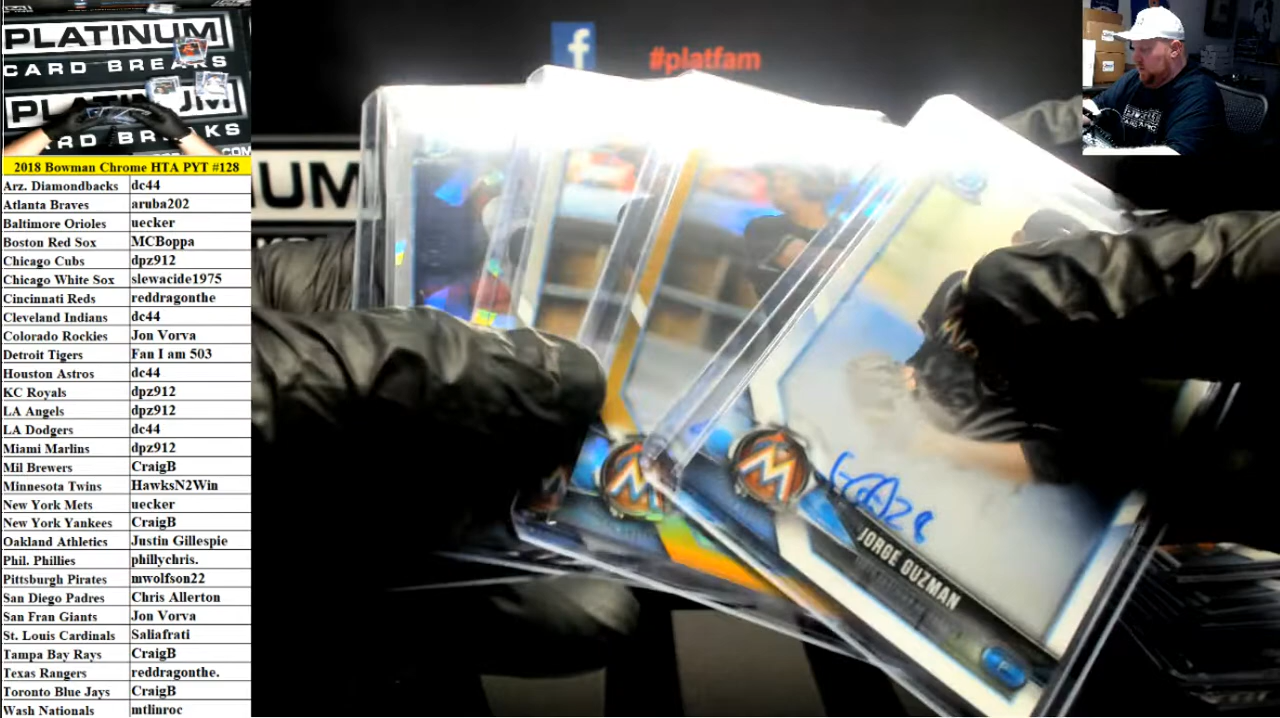 PLATINUM
CARD BREAKS
PLATINUM
RD BR KS
.COM
2018 Bowman Chrome HTA PYT #128
Arz. Diamondbacks dc44
Atlanta Braves aruba202
Baltimore Orioles uecker
Boston Red Sox MCBoppa
Chicago Cubs dpz912
Chicago White Sox slewacide1975
Cincinnati Reds reddragonthe
Cleveland Indians dc44
Colorado Rockies Jon Vorva
Detroit Tigers Fan I am 503
Houston Astros dc44
KC Royals dpz912
LA Angels dpz912
LA Dodgers dc44
Miami Marlins dpz912
Mil Brewers CraigB
Minnesota Twins HawksN2Win
New York Mets uecker
New York Yankees CraigB
Oakland Athletics Justin Gillespie
Phil. Phillies phillychris.
Pittsburgh Pirates mwolfson22
San Diego Padres Chris Allerton
San Fran Giants Jon Vorva
St. Louis Cardinals Saliafrati
Tampa Bay Rays CraigB
Texas Rangers reddragonthe.
Toronto Blue Jays CraigB
Wash Nationals mtlinroc
f #platfam
NUM
M
M
28
JORGE GUZMAN
P